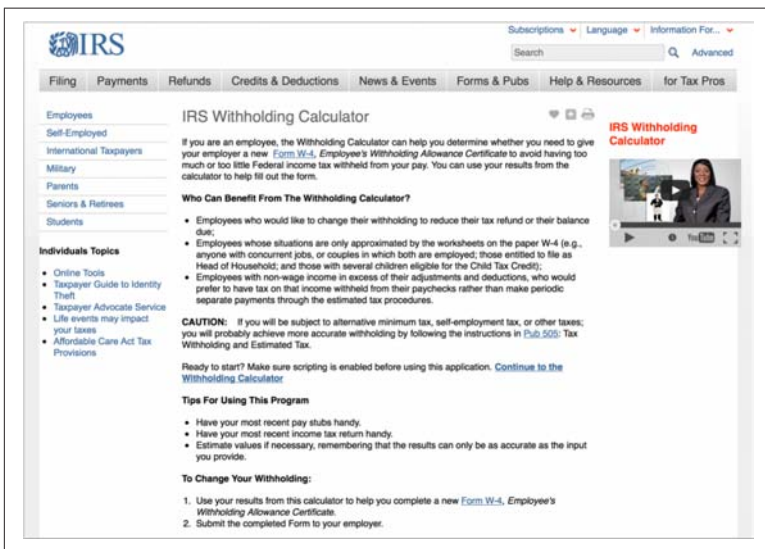 Subscriptions Language Information For...
IRS
Search Advanced
Filing Payments Refunds Credits & Deductions News & Events Forms & Pubs Help & Resources for Tax Pros
Employees
Self-Employed
International Taxpayers
Military
Parents
Seniors & Retirees
Students
Individuals Topics
Online Tools
Taxpayer Guide to Identity
Theft
Taxpayer Advocate Service
Life events may impact
your taxes
Affordable Care Act Tax
Provisions
IRS Withholding Calculator
If you are an employee, the Withholding Calculator can help you determine whether you need to give
your employer a new Form W-4, Employee's Withholding Allowance Certificate to avoid having too
much or too little Federal income tax withheld from your pay. You can use your results from the
calculator to help fill out the form.
Who Can Benefit From The Withholding Calculator?
Employees who would like to change their withholding to reduce their tax refund or their balance
due;
Employees whose situations are only approximated by the worksheets on the paper W-4 (e.g.,
anyone with concurrent jobs, or couples in which both are employed; those entitled to file as
Head of Household; and those with several children eligible for the Child Tax Credit);
Employees with non-wage income in excess of their adjustments and deductions, who would
prefer to have tax on that income withheld from their paychecks rather than make periodic
separate payments through the estimated tax procedures.
CAUTION: If you will be subject to alternative minimum tax, self-employment tax, or other taxes;
you will probably achieve more accurate withholding by following the instructions in Pub 505: Tax
Withholding and Estimated Tax.
Ready to start? Make sure scripting is enabled before using this application. Continue to the
Withholding Calculator
Tips For Using This Program
Have your most recent pay stubs handy.
Have your most recent income tax return handy.
Estimate values if necessary, remembering that the results can only be as accurate as the input
you provide.
To Change Your Withholding:
1. Use your results from this calculator to help you complete a new Form W-4, Employee's
Withholding Allowance Certificate.
2. Submit the completed Form to your employer.
IRS Withholding
Calculator
YouTube